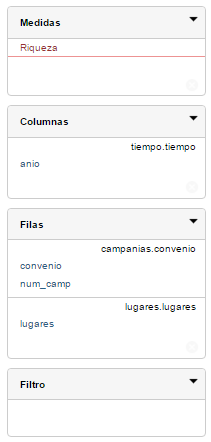 Medidas
Riqueza
Columnas
tiempo.tiempo
anio
Filas
campanias.convenio
convenio
num_camp
lugares.lugares
lugares
Filtro